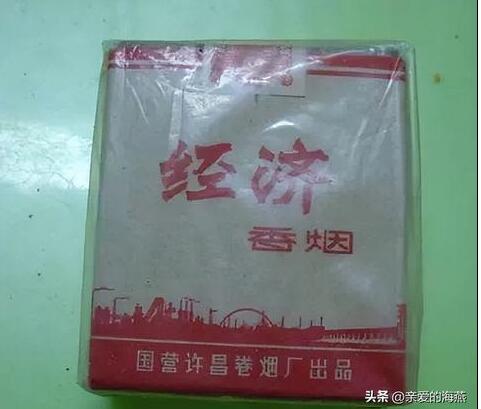 经济
香烟
国营许昌卷烟厂出品
头条 @亲爱的海燕